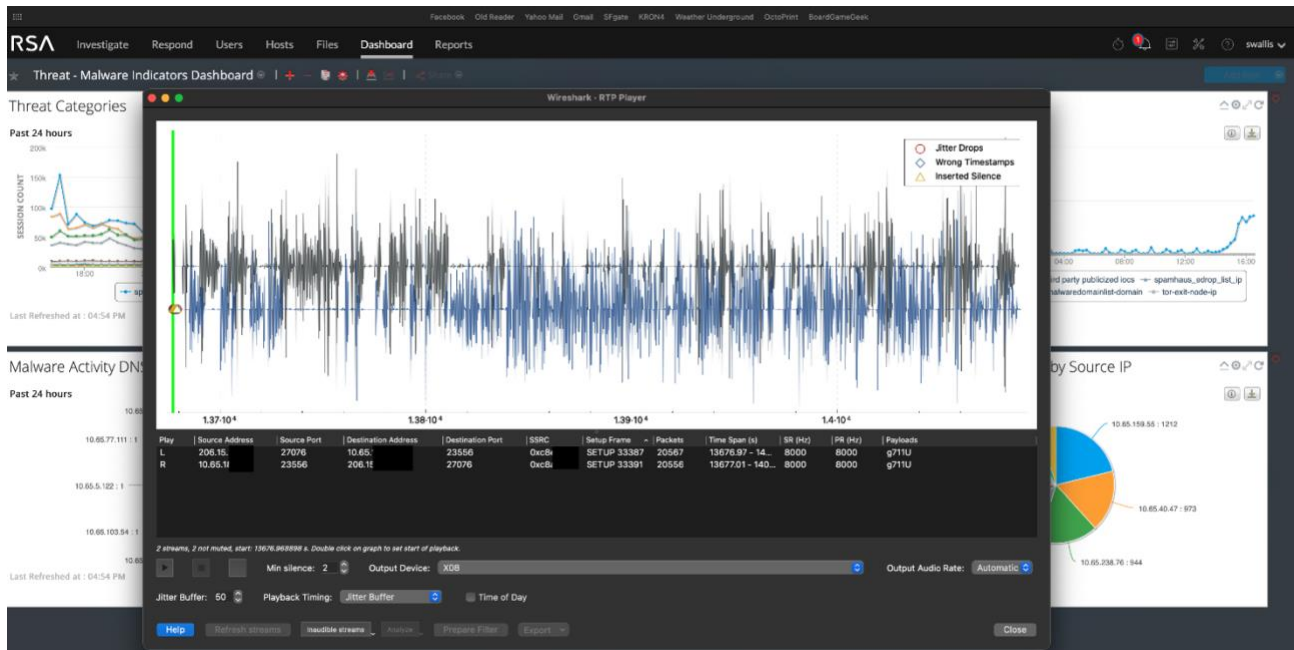 Facebook Old Reader Yahoo Mail Gmail SFgate KRON4 Weather Underground OctoPrint BoardGameGeek
RSA Investigate Respond Users Hosts Files Dashboard Reports swallis
Threat - Malware Indicators Dashboard
Threat Categories
Past 24 hours
200k
150k
100k
50k
0k
SESSION COUNT
18:00
Last Refreshed at : 04:54 PM
Malware Activity DNS
Past 24 hours
10.65.77.111 : 1
10.65.5.122 : 1
10.65.103.54 : 1
Last Refreshed at : 04:54 PM
Wireshark - RTP Player
Jitter Drops
Wrong Timestamps
Inserted Silence
1.37·10⁴ 1.38·10⁴ 1.39·10⁴ 1.4·10⁴
Play Source Address Source Port Destination Address Destination Port SSRC Setup Frame Packets Time Span (s) SR (Hz) PR (Hz) Payloads
L 206.15. 27076 10.65. 23556 SETUP 33387 20567 13676.97 - 14... 8000 8000 g711U
R 10.65.1 23556 206.15 27076 SETUP 33391 20556 13677.01 - 140... 8000 8000 g711U
2 streams, 2 not muted, start: 13676.968898 s. Double click on graph to set start of playback.
Min silence: 2 Output Device: XDB Output Audio Rate: Automatic
Jitter Buffer: 50 Playback Timing: Jitter Buffer Time of Day
Help Refresh streams Inaudible streams Analyze Prepare Filter Export Close
04:00 08:00 12:00 16:00
rd party publicized iocs spamhaus_edrop_list_ip
malwaredomainlist-domain tor-exit-node-ip
by Source IP
10.65.159.55 : 1212
10.65.40.47 : 973
10.65.238.76 : 944